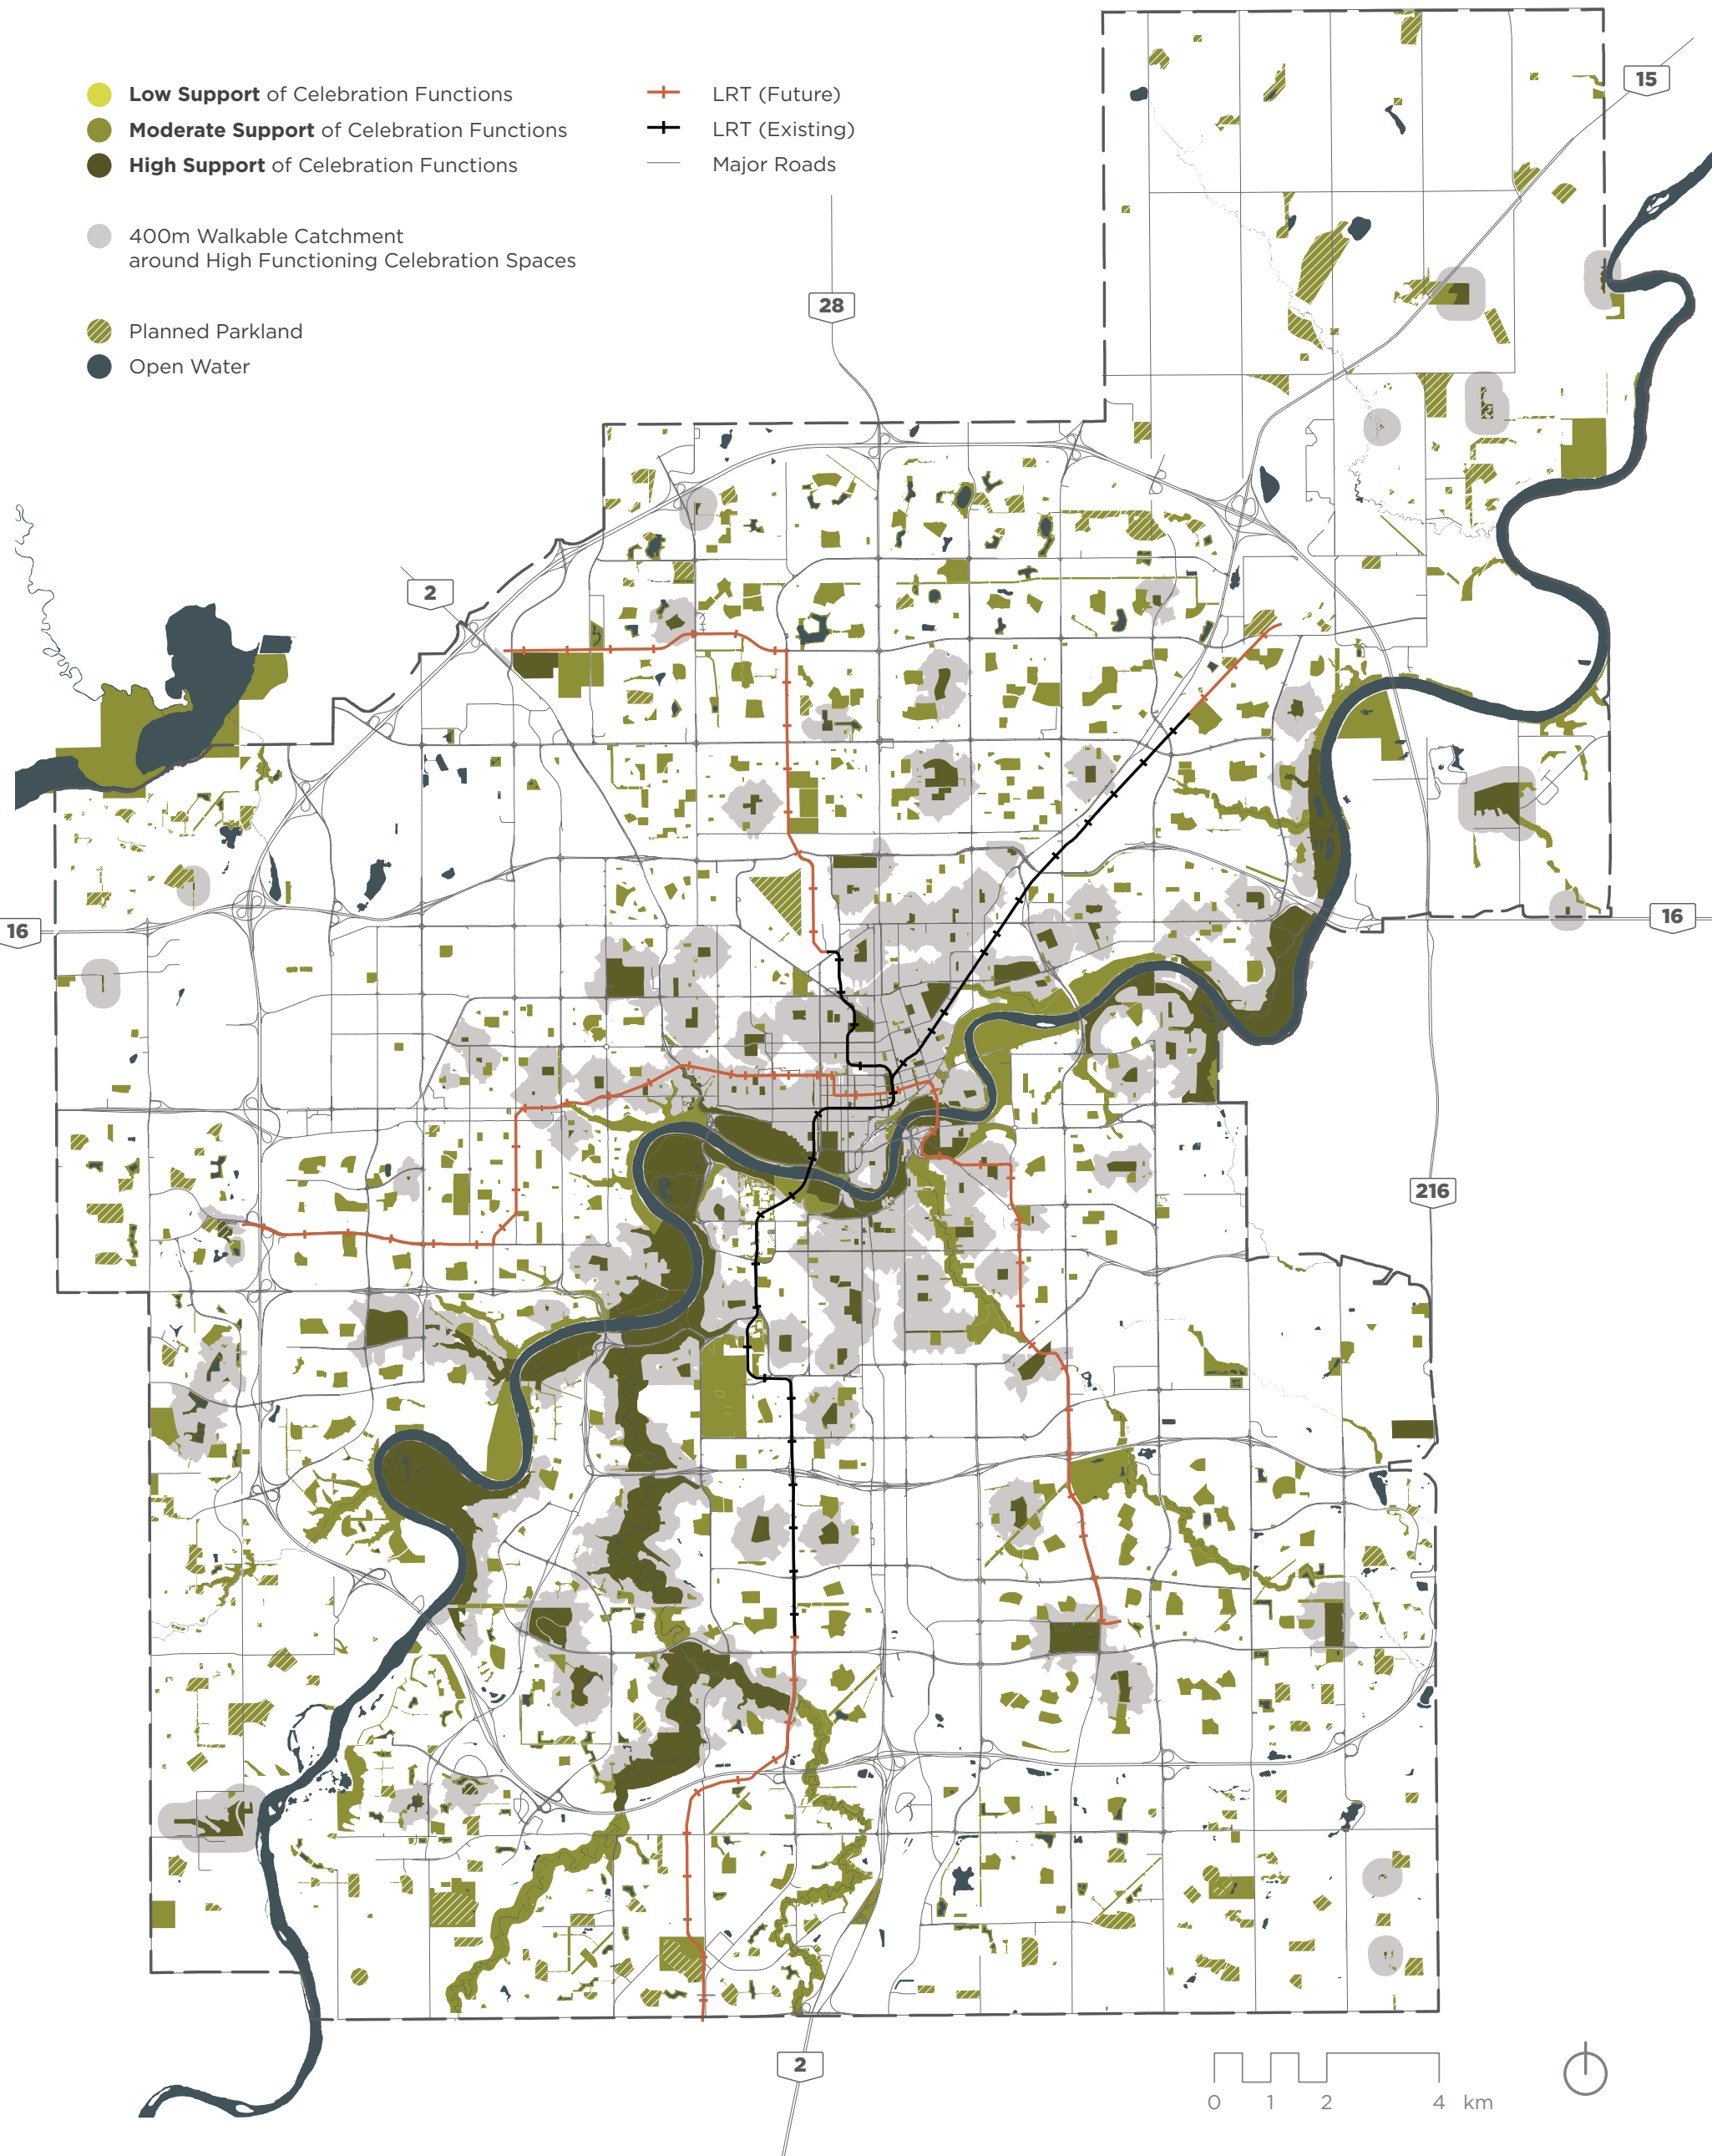 Low Support of Celebration Functions
Moderate Support of Celebration Functions
High Support of Celebration Functions
400m Walkable Catchment
around High Functioning Celebration Spaces
Planned Parkland
Open Water
LRT (Future)
LRT (Existing)
Major Roads
15
28
2
16
16
216
2
0 1 2 4 km